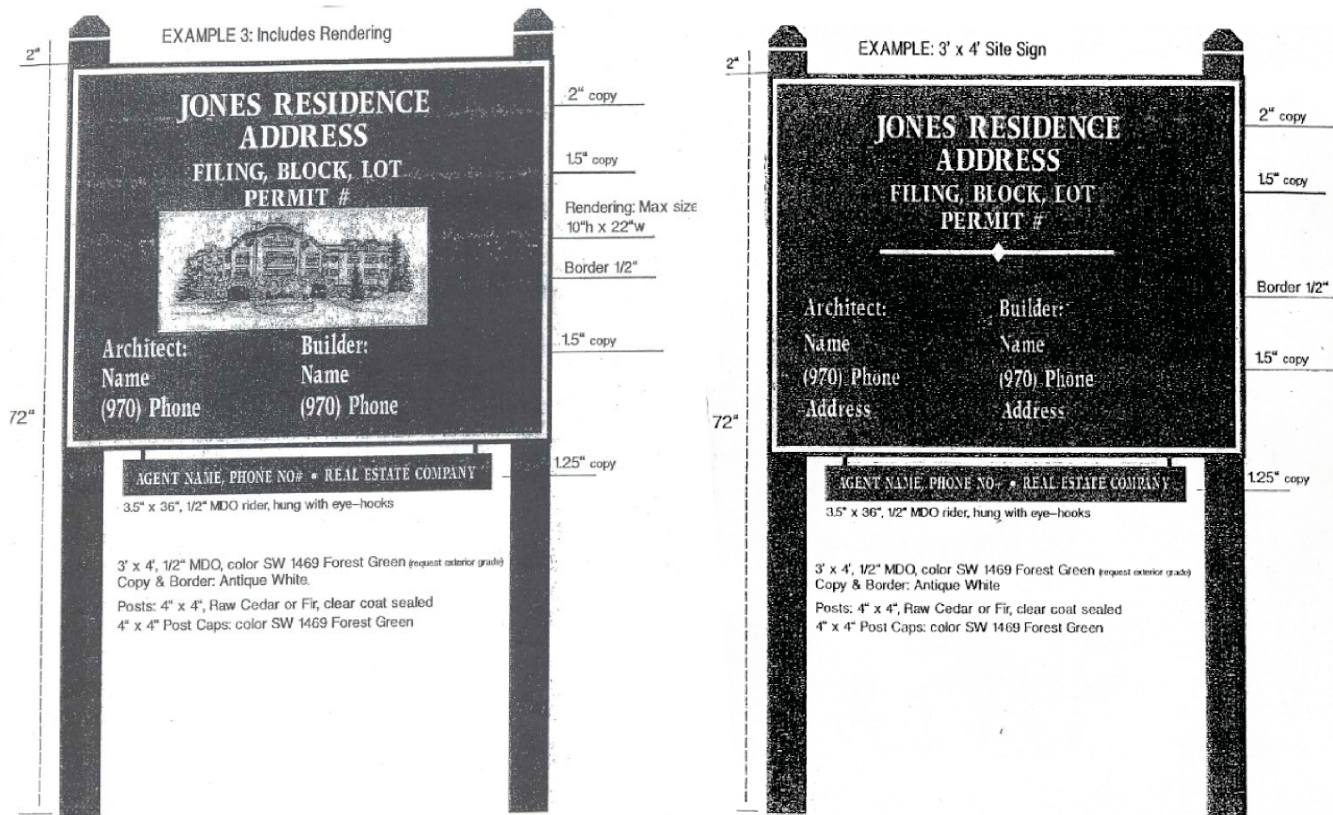 EXAMPLE 3: Includes Rendering
2"
JONES RESIDENCE
ADDRESS
FILING, BLOCK, LOT
PERMIT #
2" copy
1.5" copy
Rendering: Max size
10"h x 22"w
Border 1/2"
1.5" copy
Architect:
Name
(970) Phone
Builder:
Name
(970) Phone
72"
1.25" copy
AGENT NAME, PHONE NO# • REAL ESTATE COMPANY
3.5" x 36", 1/2" MDO rider, hung with eye-hooks
3' x 4', 1/2" MDO, color SW 1469 Forest Green (request exterior grade)
Copy & Border: Antique White.
Posts: 4" x 4", Raw Cedar or Fir, clear coat sealed
4" x 4" Post Caps: color SW 1469 Forest Green
EXAMPLE: 3' x 4' Site Sign
2"
JONES RESIDENCE
ADDRESS
FILING, BLOCK, LOT
PERMIT #
2" copy
1.5" copy
Border 1/2"
1.5" copy
Architect:
Name
(970) Phone
Address
Builder:
Name
(970) Phone
Address
72"
1.25" copy
AGENT NAME, PHONE NO# • REAL ESTATE COMPANY
3.5" x 36", 1/2" MDO rider, hung with eye-hooks
3' x 4', 1/2" MDO, color SW 1469 Forest Green (request exterior grade)
Copy & Border: Antique White
Posts: 4" x 4", Raw Cedar or Fir, clear coat sealed
4" x 4" Post Caps: color SW 1469 Forest Green